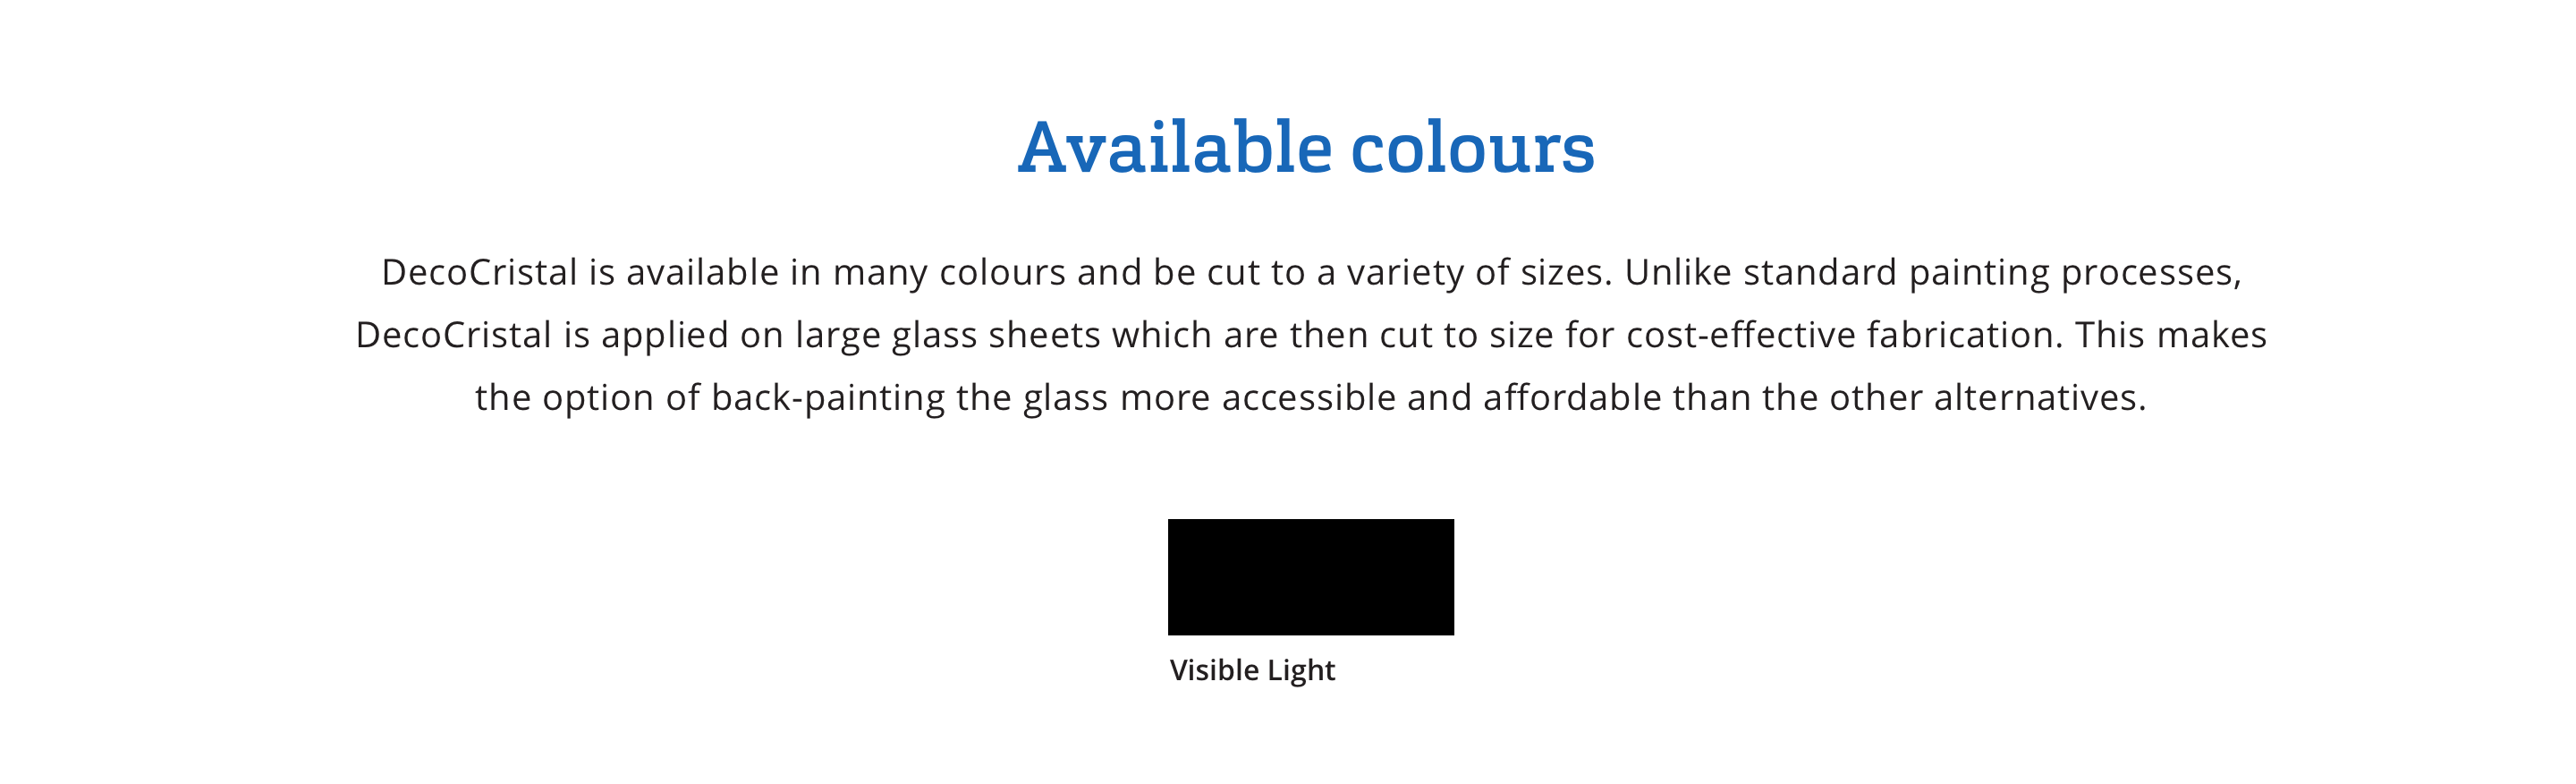 Available colours
DecoCristal is available in many colours and be cut to a variety of sizes. Unlike standard painting processes,
DecoCristal is applied on large glass sheets which are then cut to size for cost-effective fabrication. This makes
the option of back-painting the glass more accessible and affordable than the other alternatives.
Visible Light